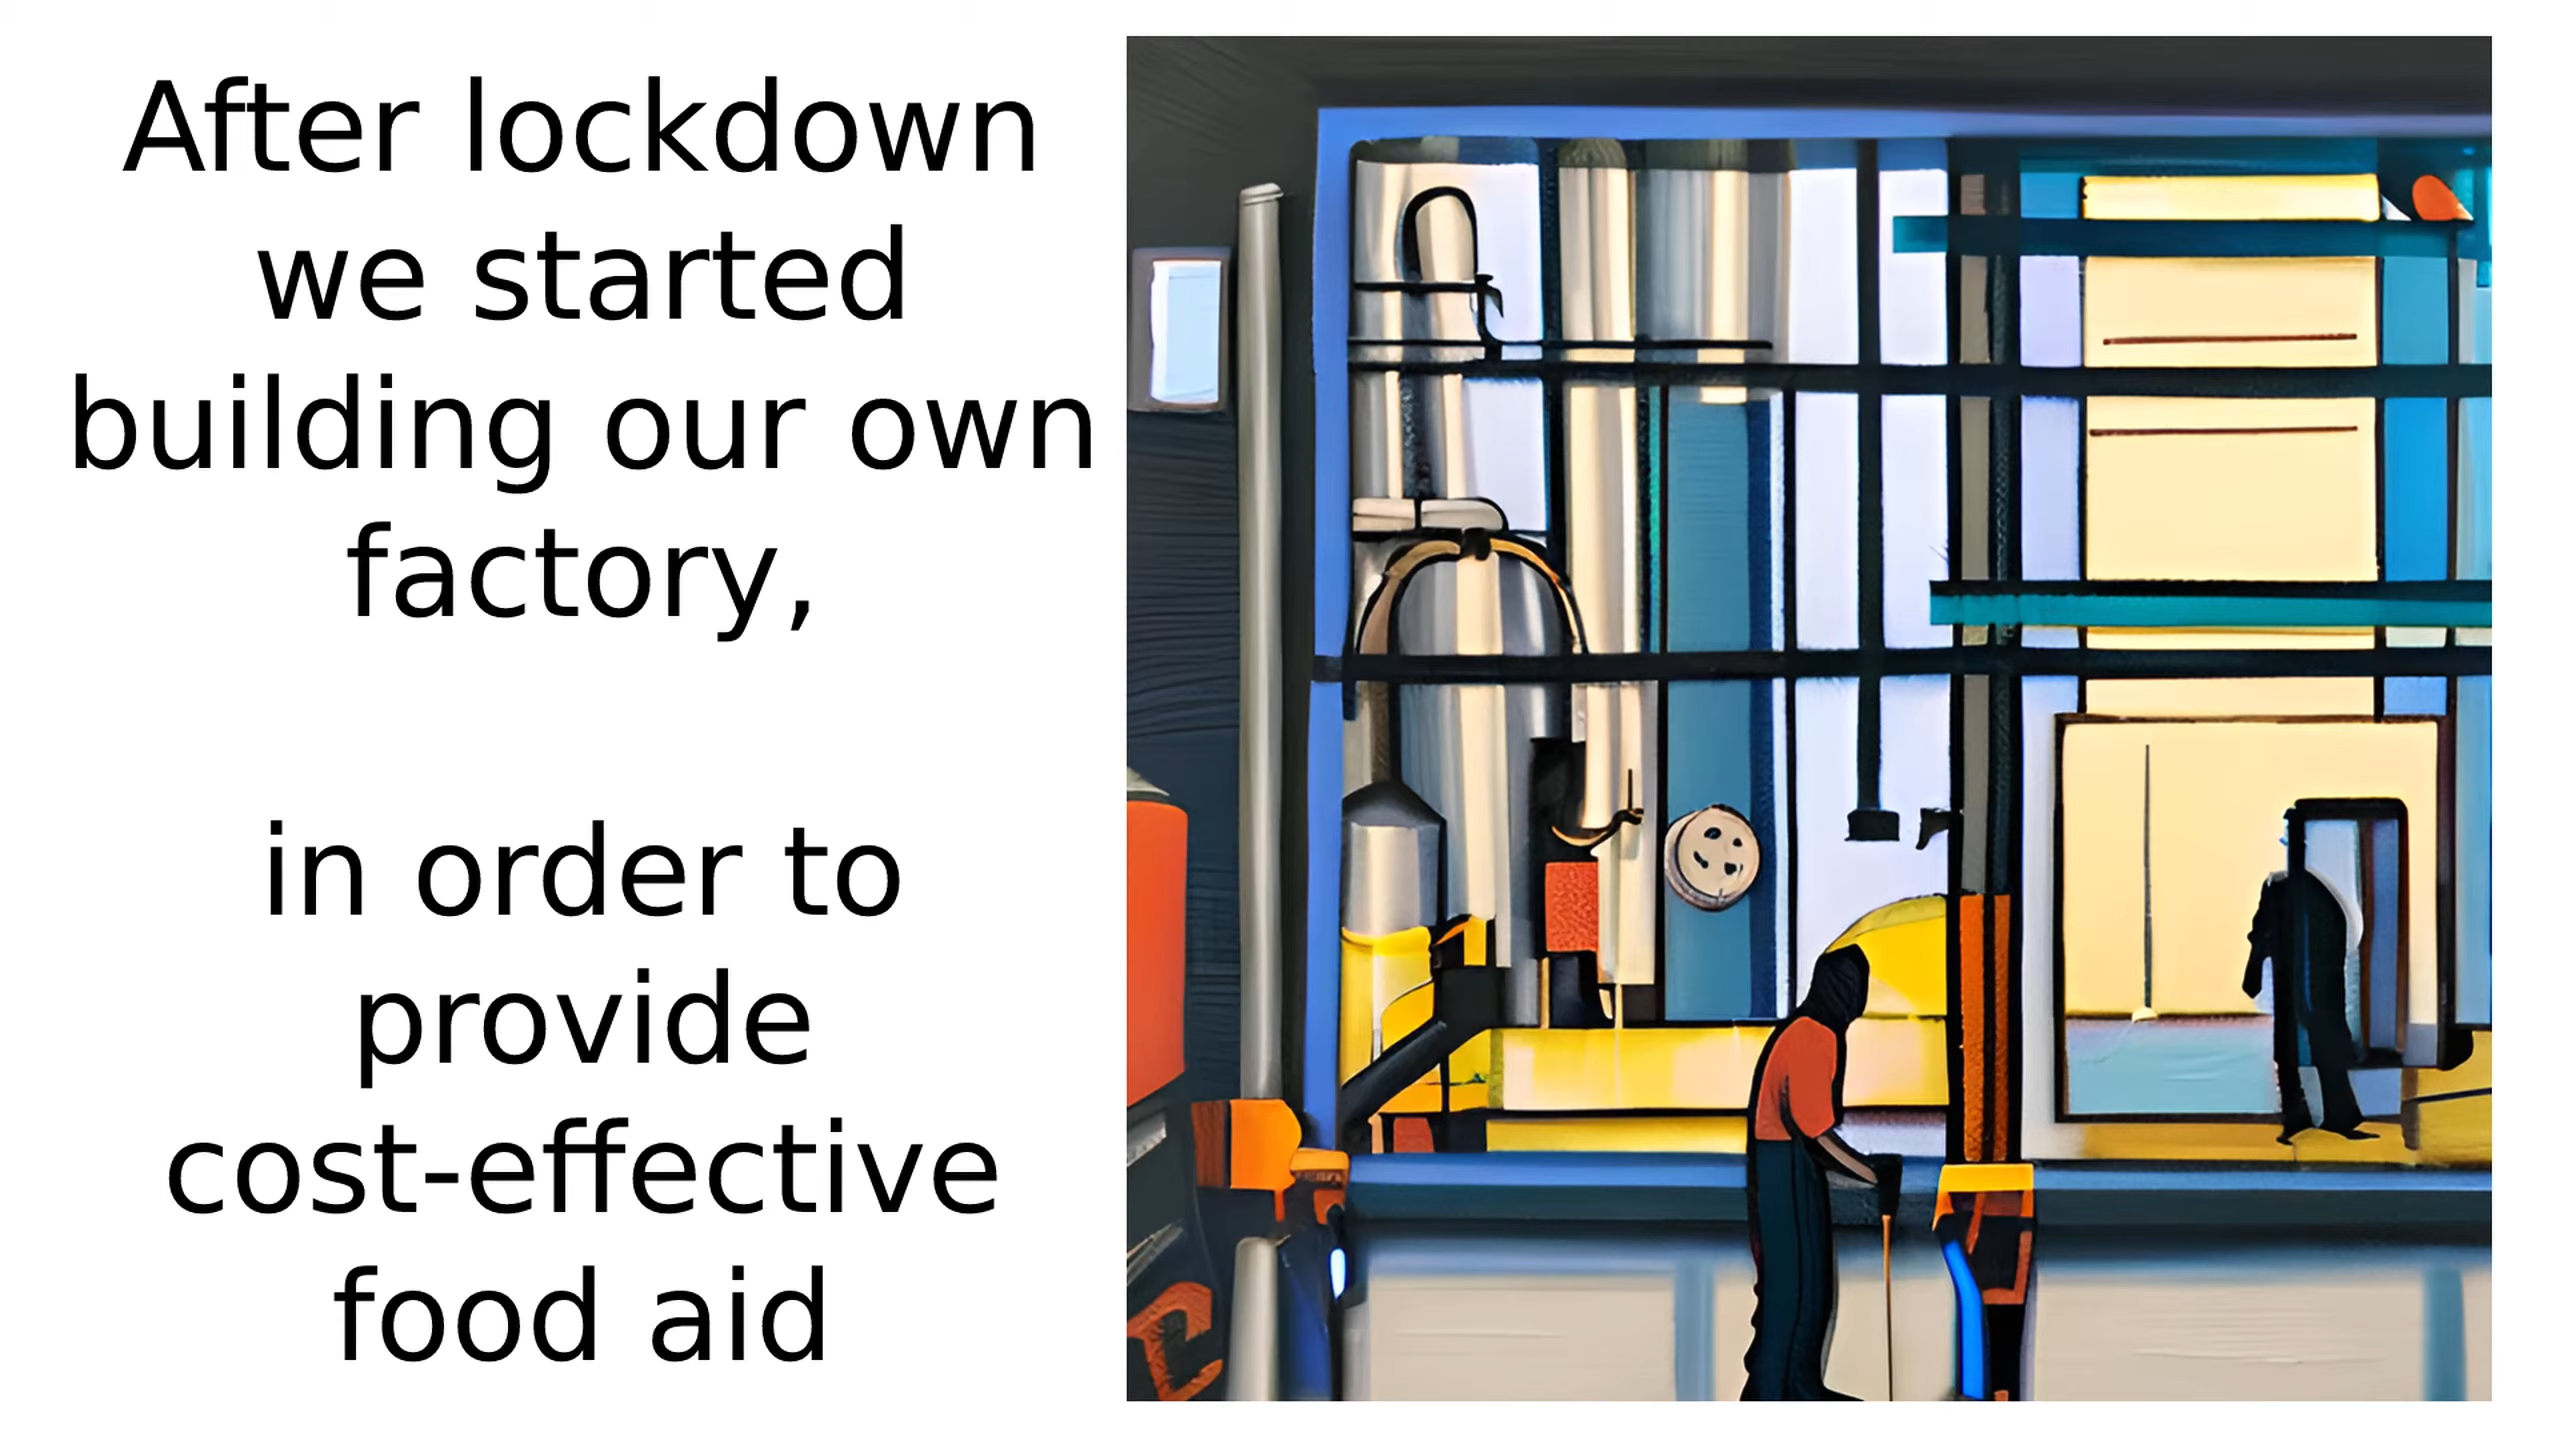 After lockdown
we started
building our own
factory,
in order to
provide
cost-effective
food aid